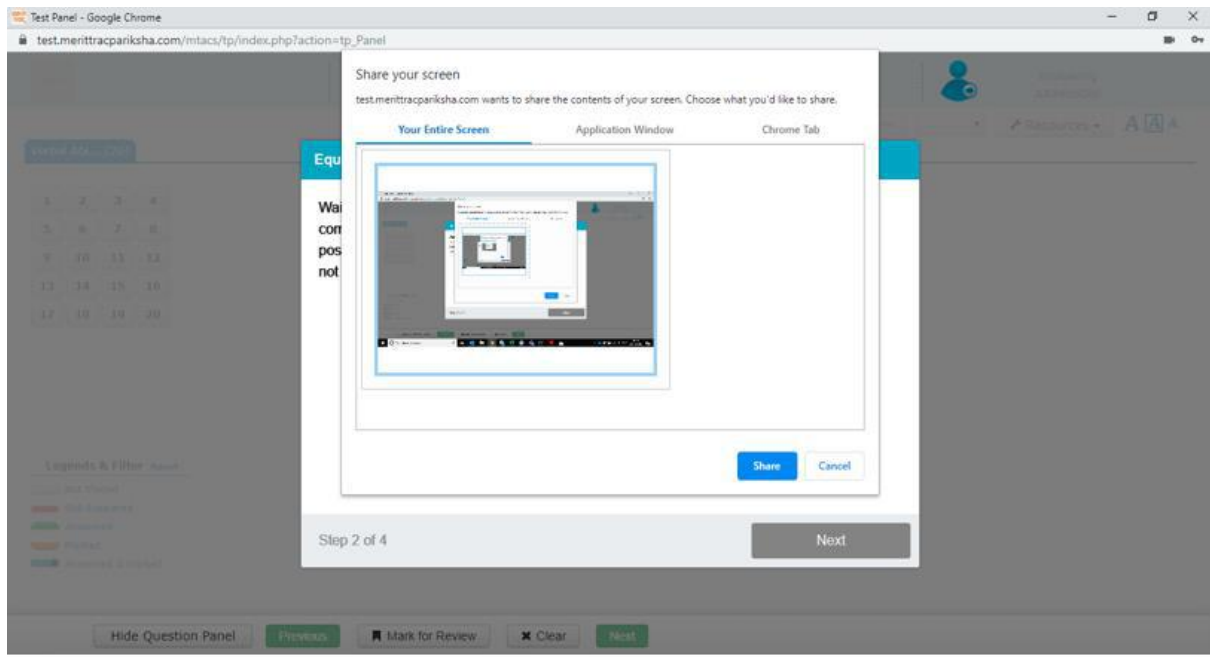 Test Panel - Google Chrome
test.merittracpariksha.com/mtacs/tp/index.php?action=tp_Panel
Share your screen
test.merittracpariksha.com wants to share the contents of your screen. Choose what you'd like to share.
Your Entire Screen Application Window Chrome Tab
Resources A A A
Equ
1 2 3 4
5 6 7 8
9 10 11 12
13 14 15 16
17 18 19 20
Wai
com
pos
not
Legends & Filter
Share Cancel
Step 2 of 4 Next
Hide Question Panel Previous Mark for Review Clear Next